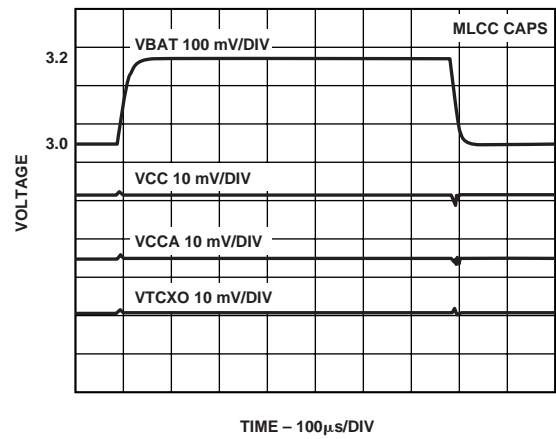 MLCC CAPS
VBAT 100 mV/DIV
3.2
3.0
VOLTAGE
VCC 10 mV/DIV
VCCA 10 mV/DIV
VTCXO 10 mV/DIV
TIME – 100µs/DIV